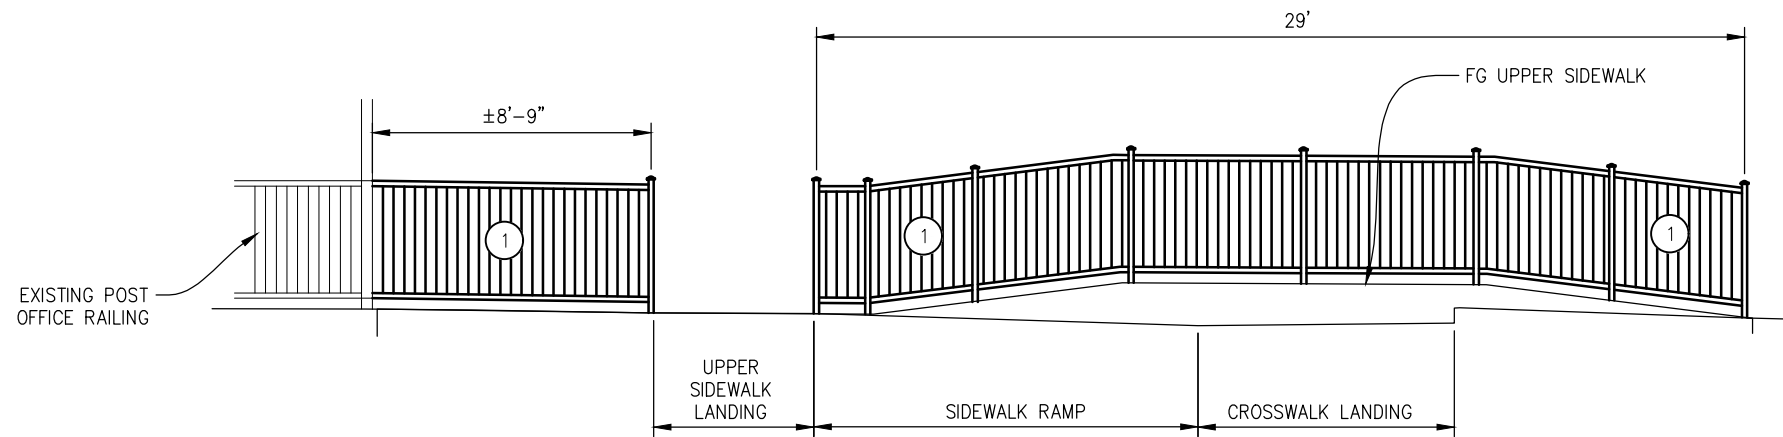 29'
FG UPPER SIDEWALK
±8'-9"
1
1
1
EXISTING POST
OFFICE RAILING
UPPER
SIDEWALK
LANDING
SIDEWALK RAMP
CROSSWALK LANDING